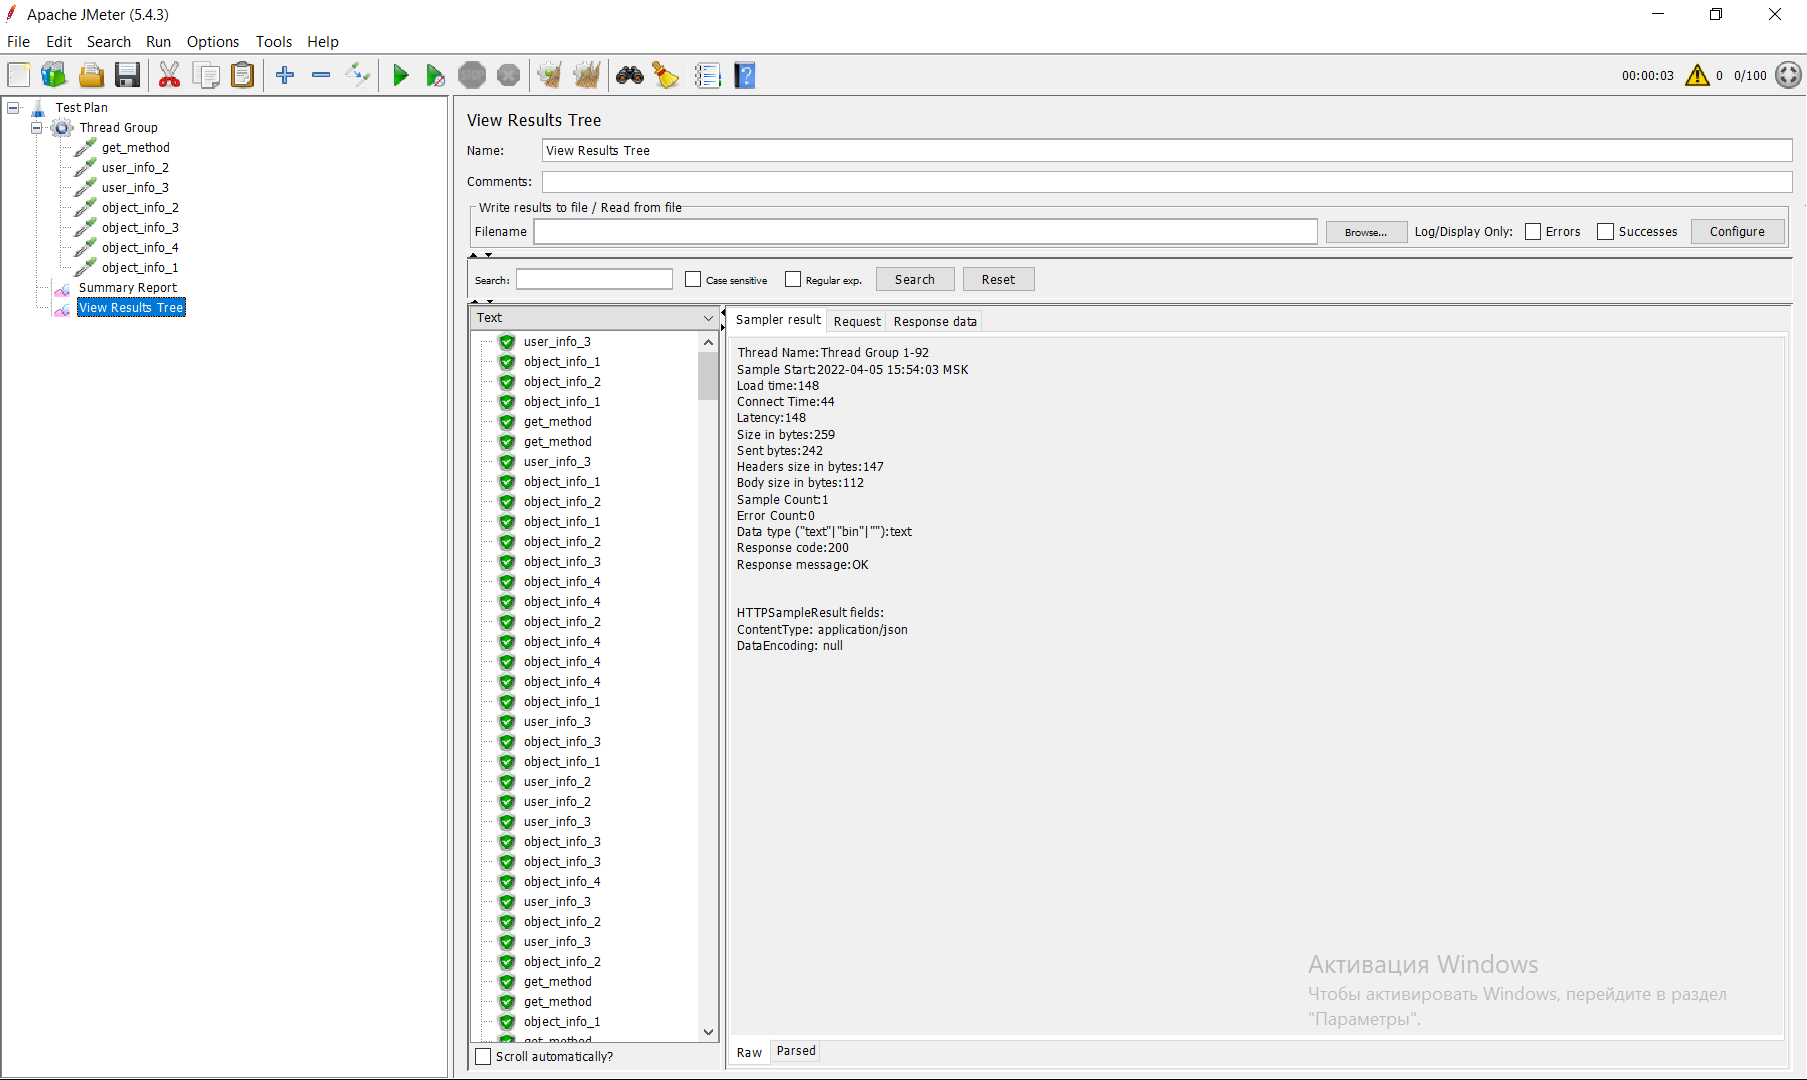 Apache JMeter (5.4.3)
File Edit Search Run Options Tools Help
STOP
?
00:00:03 0 0/100
Test Plan
Thread Group
get_method
user_info_2
user_info_3
object_info_2
object_info_3
object_info_4
object_info_1
Summary Report
View Results Tree
View Results Tree
Name: View Results Tree
Comments:
Write results to file / Read from file
Filename Browse... Log/Display Only: Errors Successes Configure
Search: Case sensitive Regular exp. Search Reset
Text
user_info_3
object_info_1
object_info_2
object_info_1
get_method
get_method
user_info_3
object_info_1
object_info_2
object_info_1
object_info_2
object_info_3
object_info_4
object_info_4
object_info_2
object_info_4
object_info_4
object_info_4
object_info_1
user_info_3
object_info_3
object_info_1
user_info_2
user_info_2
user_info_3
object_info_3
object_info_3
object_info_4
user_info_3
object_info_2
user_info_3
object_info_2
get_method
get_method
object_info_1
get_method
Scroll automatically?
Sampler result Request Response data
Thread Name:Thread Group 1-92
Sample Start:2022-04-05 15:54:03 MSK
Load time:148
Connect Time:44
Latency:148
Size in bytes:259
Sent bytes:242
Headers size in bytes:147
Body size in bytes:112
Sample Count:1
Error Count:0
Data type ("text"|"bin"|""):text
Response code:200
Response message:OK
HTTPSampleResult fields:
ContentType: application/json
DataEncoding: null
Активация Windows
Чтобы активировать Windows, перейдите в раздел
"Параметры".
Raw Parsed